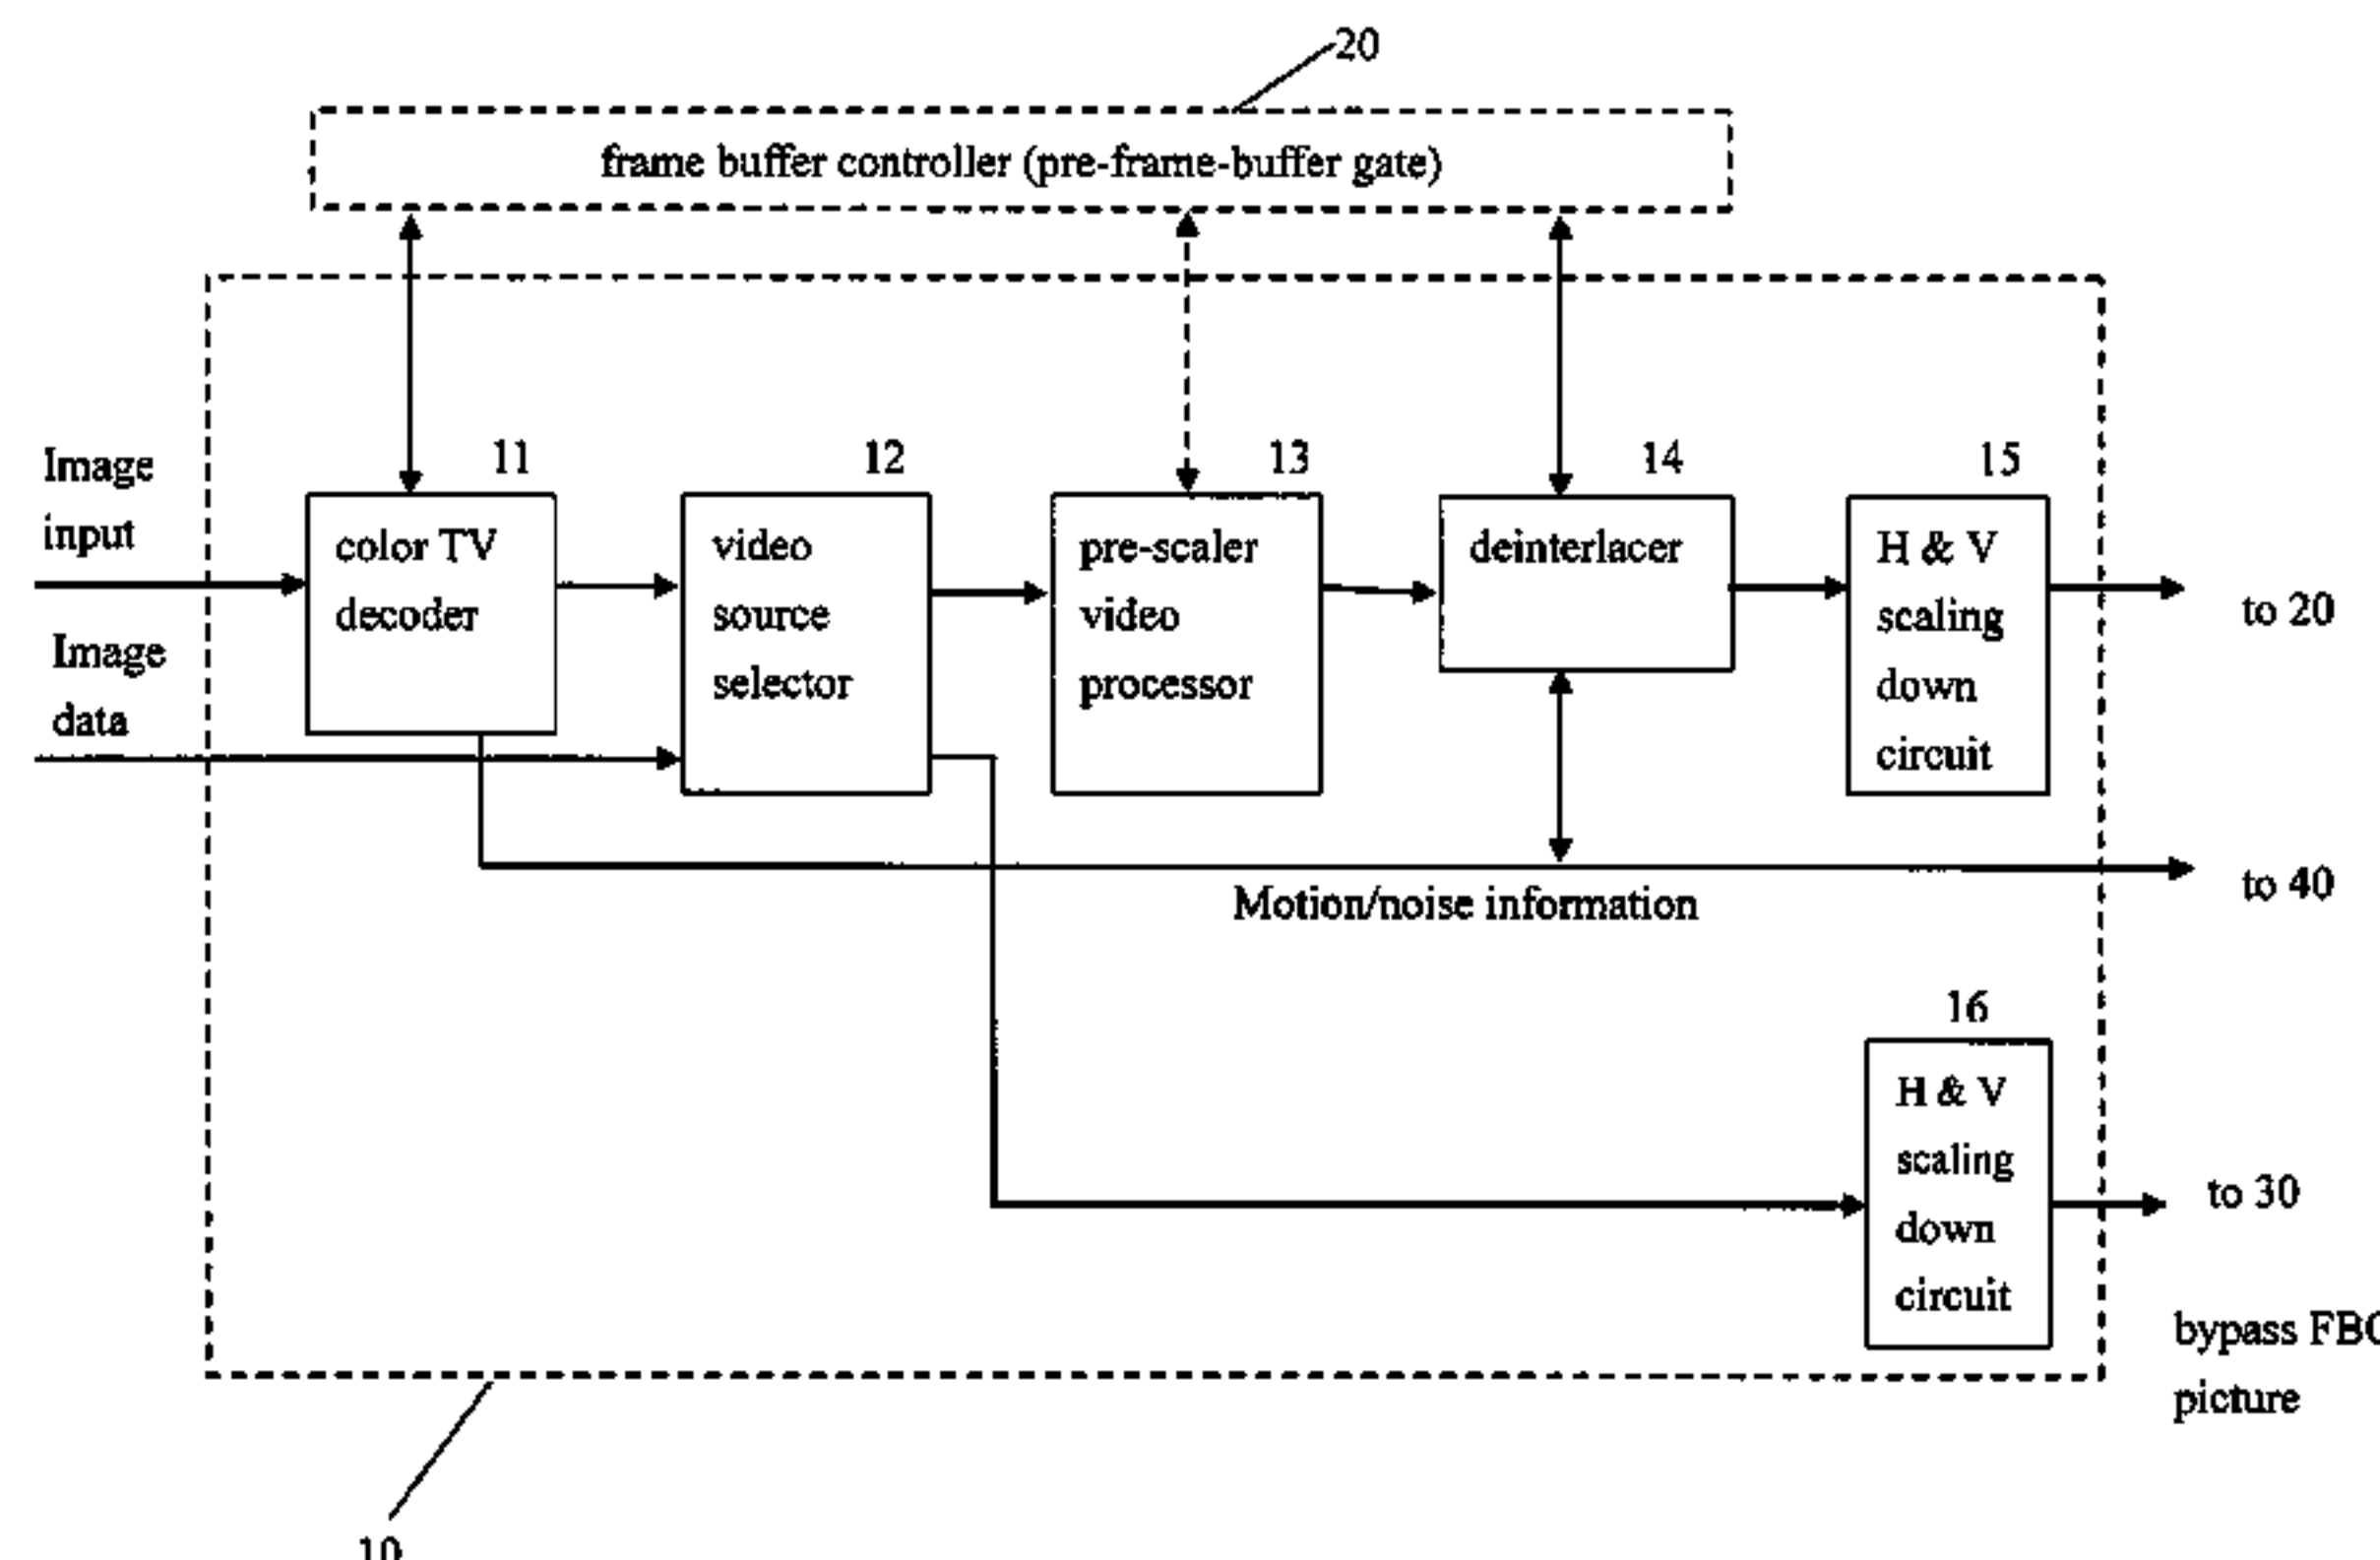 20
frame buffer controller (pre-frame-buffer gate)
Image
input
Image
data
11
color TV
decoder
12
video
source
selector
13
pre-scaler
video
processor
14
deinterlacer
15
H & V
scaling
down
circuit
to 20
to 40
Motion/noise information
16
H & V
scaling
down
circuit
to 30
bypass FBC
picture
10